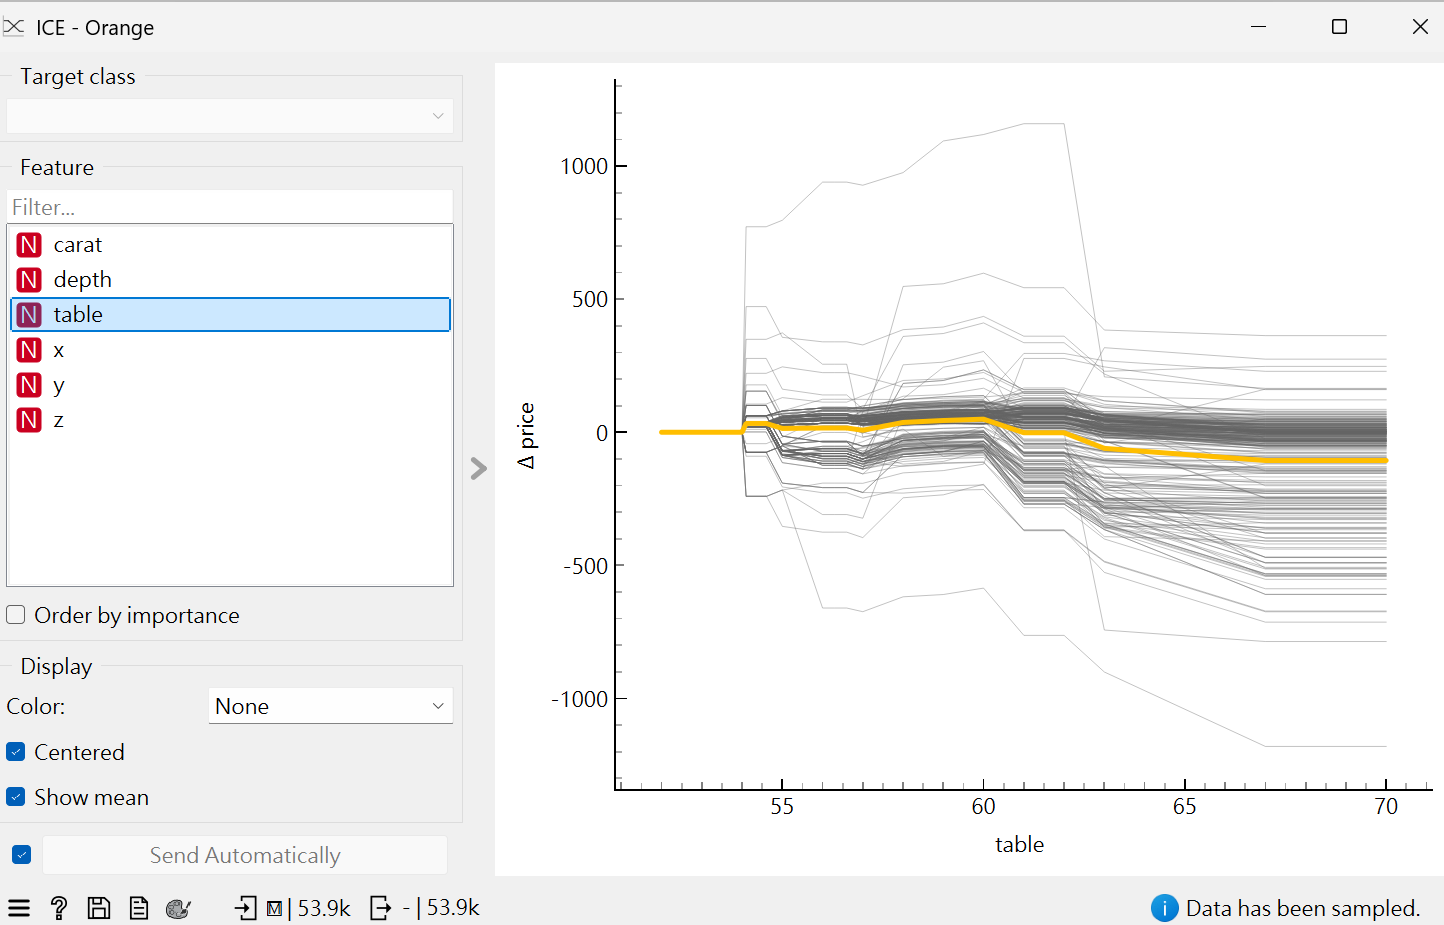 ICE - Orange
Target class
Feature
Filter...
N carat
N depth
N table
N x
N y
N z
Order by importance
Display
Color: None
Centered
Show mean
Send Automatically
M | 53.9k - | 53.9k
Data has been sampled.
Δ price
1000
500
0
-500
-1000
55 60 65 70
table